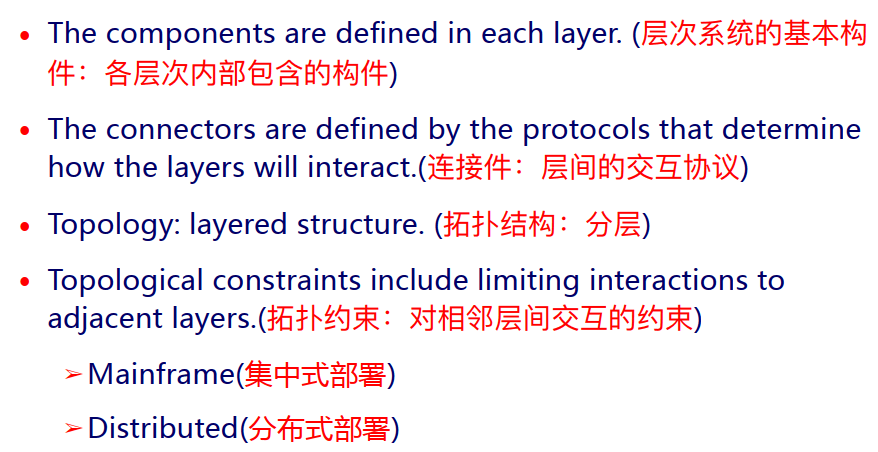 • The components are defined in each layer. (层次系统的基本构
件：各层次内部包含的构件)
• The connectors are defined by the protocols that determine
how the layers will interact.(连接件：层间的交互协议)
• Topology: layered structure. (拓扑结构：分层)
• Topological constraints include limiting interactions to
adjacent layers.(拓扑约束：对相邻层间交互的约束)
➢Mainframe(集中式部署)
➢Distributed(分布式部署)